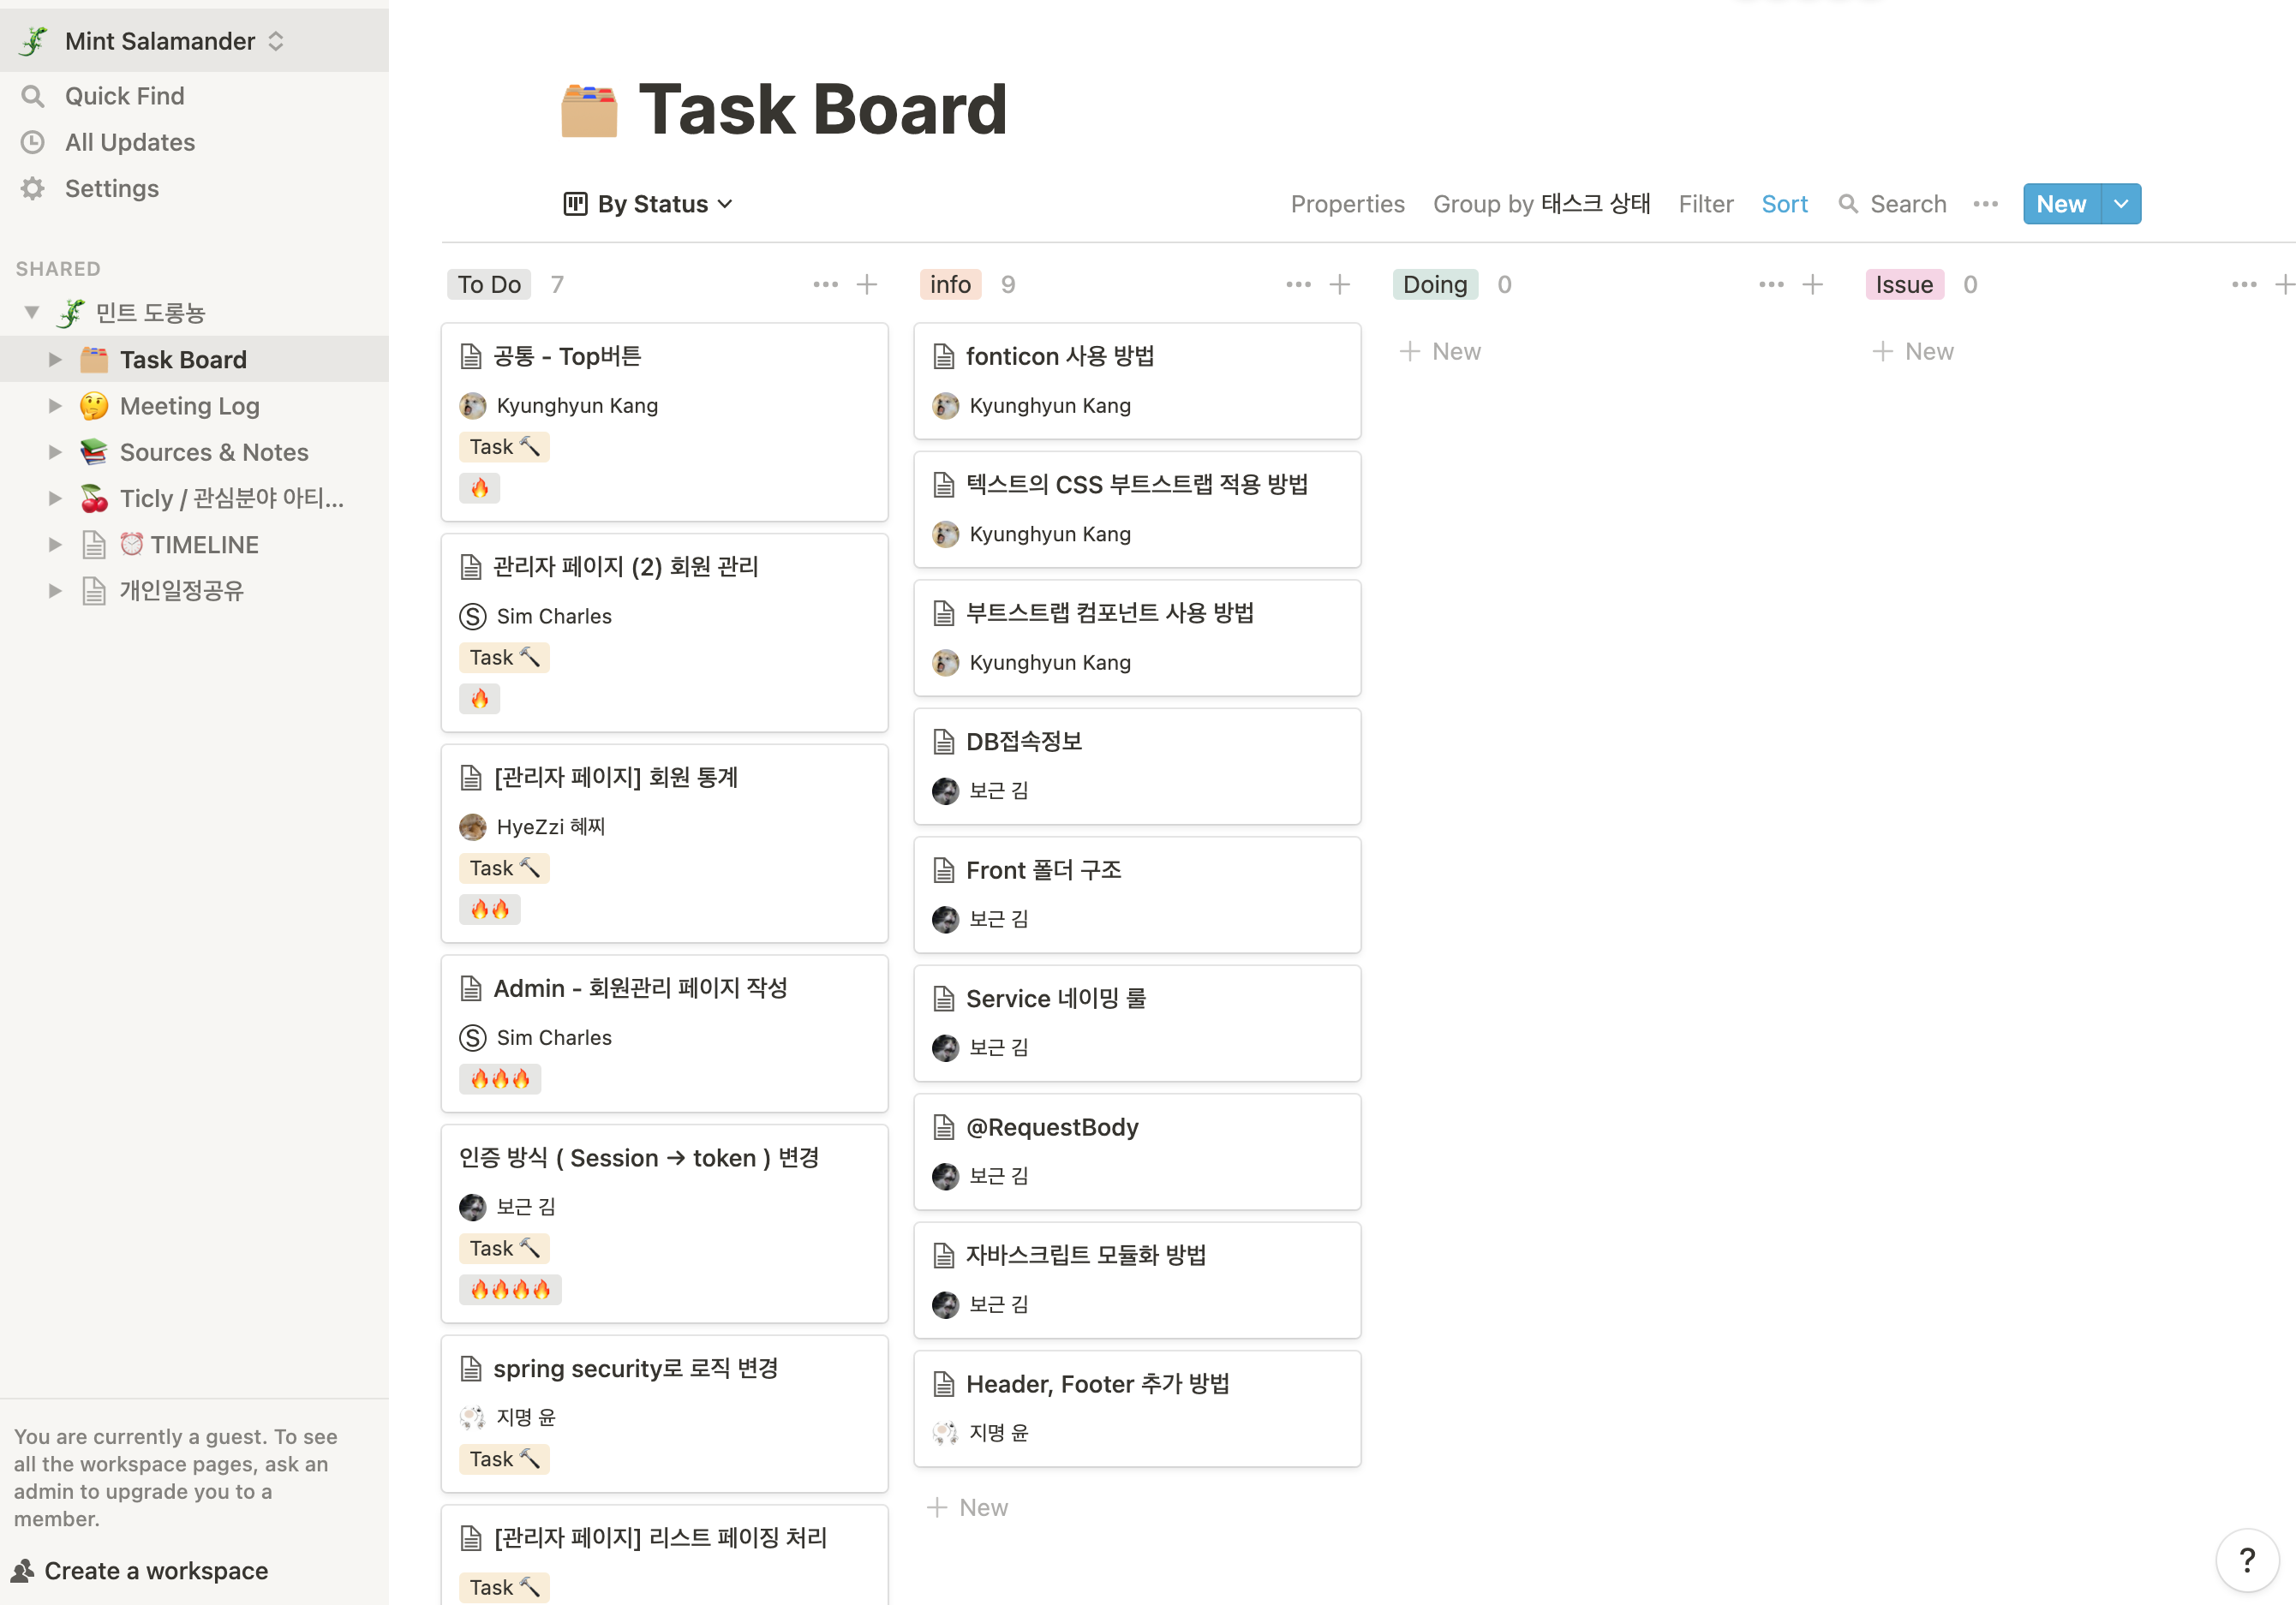 Mint Salamander
Quick Find
All Updates
Settings
SHARED
민트 도롱뇽
Task Board
Meeting Log
Sources & Notes
Ticly / 관심분야 아티...
TIMELINE
개인일정공유
You are currently a guest. To see
all the workspace pages, ask an
admin to upgrade you to a
member.
Create a workspace
Task Board
By Status
Properties
Group by 태스크 상태
Filter
Sort
Search
New
To Do 7
공통 - Top버튼
Kyunghyun Kang
Task
관리자 페이지 (2) 회원 관리
S Sim Charles
Task
[관리자 페이지] 회원 통계
HyeZzi 혜찌
Task
Admin - 회원관리 페이지 작성
S Sim Charles
인증 방식 ( Session → token ) 변경
보근 김
Task
spring security로 로직 변경
지명 윤
Task
[관리자 페이지] 리스트 페이징 처리
Task
info 9
fonticon 사용 방법
Kyunghyun Kang
텍스트의 CSS 부트스트랩 적용 방법
Kyunghyun Kang
부트스트랩 컴포넌트 사용 방법
Kyunghyun Kang
DB접속정보
보근 김
Front 폴더 구조
보근 김
Service 네이밍 룰
보근 김
@RequestBody
보근 김
자바스크립트 모듈화 방법
보근 김
Header, Footer 추가 방법
지명 윤
+ New
Doing 0
+ New
Issue 0
+ New
?